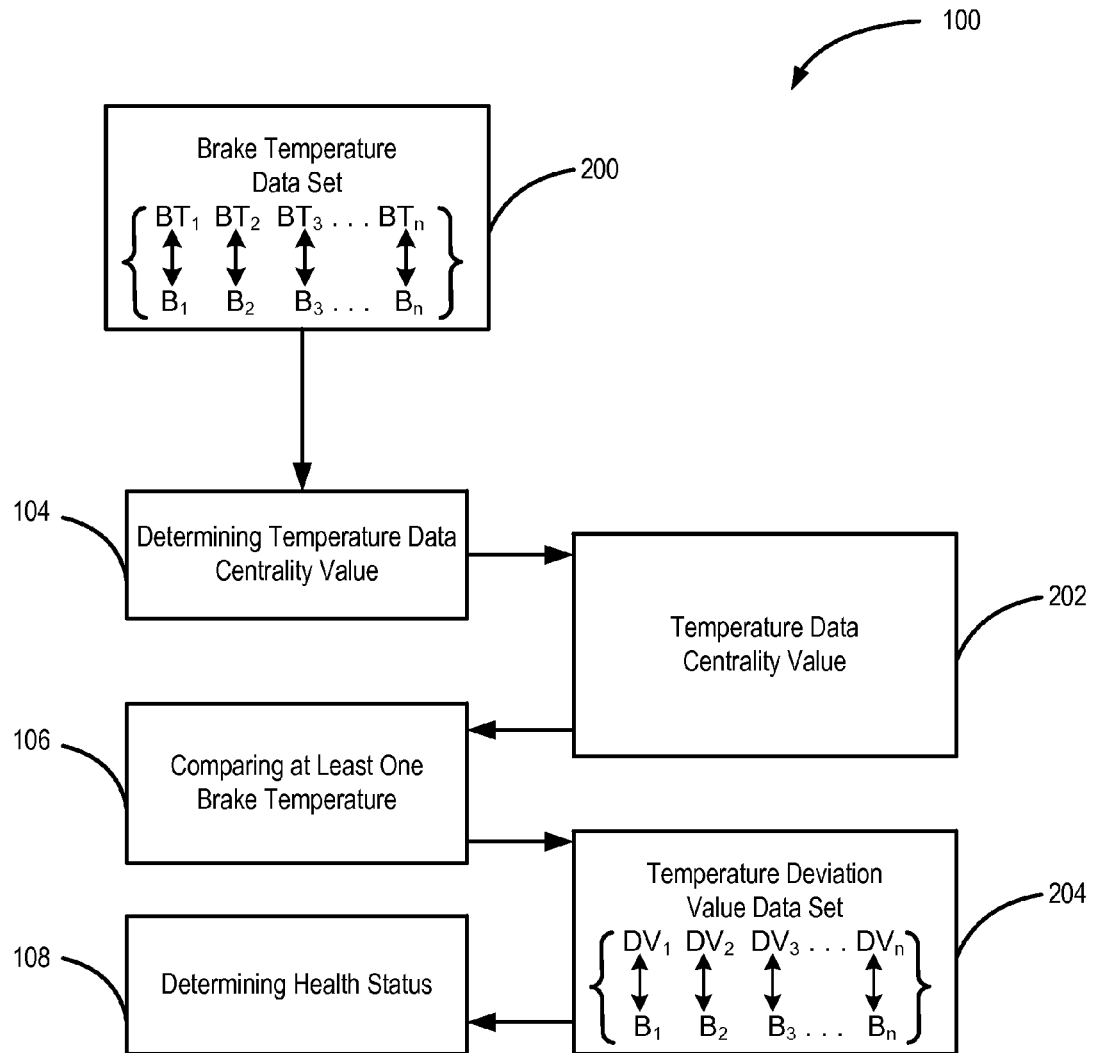 100
Brake Temperature
Data Set
200
{ BT₁ BT₂ BT₃ . . . BTₙ }
B₁ B₂ B₃ . . . Bₙ
104
Determining Temperature Data
Centrality Value
202
Temperature Data
Centrality Value
106
Comparing at Least One
Brake Temperature
Temperature Deviation
Value Data Set
204
{ DV₁ DV₂ DV₃ . . . DVₙ }
B₁ B₂ B₃ . . . Bₙ
108
Determining Health Status